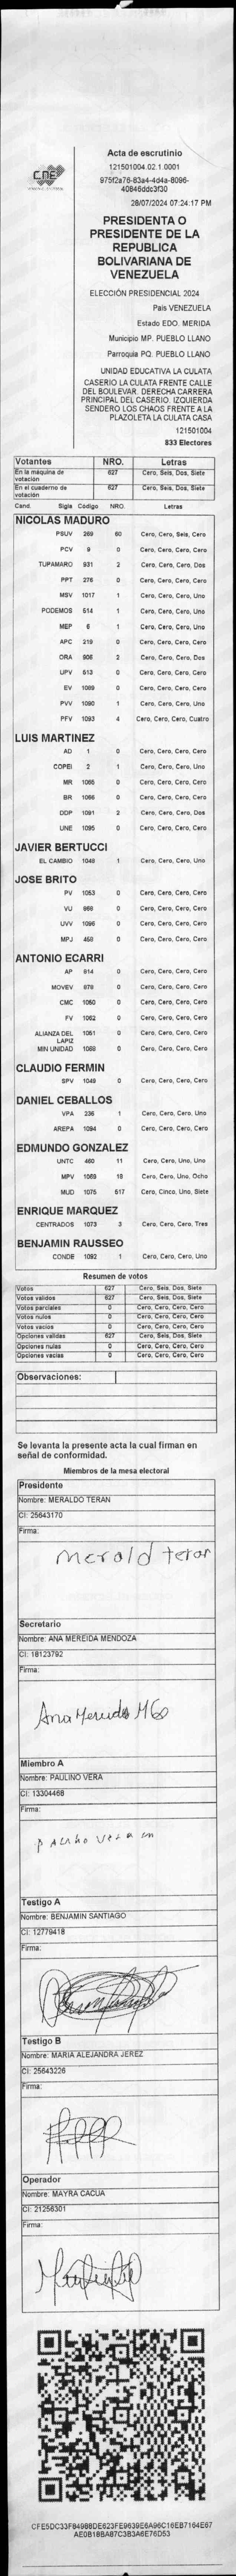 CNE
Acta de escrutinio
121501004.02.1.0001
975f2a76-83a4-4d4a-8096-
40846ddc3f30
28/07/2024 07:24:17 PM
PRESIDENTA O
PRESIDENTE DE LA
REPUBLICA
BOLIVARIANA DE
VENEZUELA
ELECCIÓN PRESIDENCIAL 2024
País VENEZUELA
Estado EDO. MERIDA
Municipio MP. PUEBLO LLANO
Parroquia PQ. PUEBLO LLANO
UNIDAD EDUCATIVA LA CULATA
CASERIO LA CULATA FRENTE CALLE
DEL BOULEVAR. DERECHA CARRERA
PRINCIPAL DEL CASERIO. IZQUIERDA
SENDERO LOS CHAOS FRENTE A LA
PLAZOLETA LA CULATA CASA
121501004
833 Electores
Votantes NRO. Letras
En la máquina de votación 627 Cero, Seis, Dos, Siete
En el cuaderno de votación 627 Cero, Seis, Dos, Siete
Cand. Sigla Código NRO. Letras
NICOLAS MADURO
PSUV 269 60 Cero, Cero, Seis, Cero
PCV 9 0 Cero, Cero, Cero, Cero
TUPAMARO 931 2 Cero, Cero, Cero, Dos
PPT 276 0 Cero, Cero, Cero, Cero
MSV 1017 1 Cero, Cero, Cero, Uno
PODEMOS 514 1 Cero, Cero, Cero, Uno
MEP 6 1 Cero, Cero, Cero, Uno
APC 219 0 Cero, Cero, Cero, Cero
ORA 906 2 Cero, Cero, Cero, Dos
UPV 513 0 Cero, Cero, Cero, Cero
EV 1089 0 Cero, Cero, Cero, Cero
PVV 1090 1 Cero, Cero, Cero, Uno
PFV 1093 4 Cero, Cero, Cero, Cuatro
LUIS MARTINEZ
AD 1 0 Cero, Cero, Cero, Cero
COPEI 2 1 Cero, Cero, Cero, Uno
MR 1065 0 Cero, Cero, Cero, Cero
BR 1066 0 Cero, Cero, Cero, Cero
DDP 1091 2 Cero, Cero, Cero, Dos
UNE 1095 0 Cero, Cero, Cero, Cero
JAVIER BERTUCCI
EL CAMBIO 1048 1 Cero, Cero, Cero, Uno
JOSE BRITO
PV 1053 0 Cero, Cero, Cero, Cero
VU 968 0 Cero, Cero, Cero, Cero
UVV 1096 0 Cero, Cero, Cero, Cero
MPJ 458 0 Cero, Cero, Cero, Cero
ANTONIO ECARRI
AP 814 0 Cero, Cero, Cero, Cero
MOVEV 979 0 Cero, Cero, Cero, Cero
CMC 1050 0 Cero, Cero, Cero, Cero
FV 1062 0 Cero, Cero, Cero, Cero
ALIANZA DEL LAPIZ 1051 0 Cero, Cero, Cero, Cero
MIN UNIDAD 1088 0 Cero, Cero, Cero, Cero
CLAUDIO FERMIN
SPV 1049 0 Cero, Cero, Cero, Cero
DANIEL CEBALLOS
VPA 236 1 Cero, Cero, Cero, Uno
AREPA 1094 0 Cero, Cero, Cero, Cero
EDMUNDO GONZALEZ
UNTC 460 11 Cero, Cero, Uno, Uno
MPV 1069 18 Cero, Cero, Uno, Ocho
MUD 1075 517 Cero, Cinco, Uno, Siete
ENRIQUE MARQUEZ
CENTRADOS 1073 3 Cero, Cero, Cero, Tres
BENJAMIN RAUSSEO
CONDE 1092 1 Cero, Cero, Cero, Uno
Resumen de votos
Votos 627 Cero, Seis, Dos, Siete
Votos validos 627 Cero, Seis, Dos, Siete
Votos parciales 0 Cero, Cero, Cero, Cero
Votos nulos 0 Cero, Cero, Cero, Cero
Votos vacíos 0 Cero, Cero, Cero, Cero
Opciones validas 627 Cero, Seis, Dos, Siete
Opciones nulas 0 Cero, Cero, Cero, Cero
Opciones vacías 0 Cero, Cero, Cero, Cero
Observaciones:
Se levanta la presente acta la cual firman en
señal de conformidad.
Miembros de la mesa electoral
Presidente
Nombre: MERALDO TERAN
CI: 25643170
Firma:
Merald teran
Secretario
Nombre: ANA MEREIDA MENDOZA
CI: 18123792
Firma:
Miembro A
Nombre: PAULINO VERA
CI: 13304468
Firma:
Testigo A
Nombre: BENJAMIN SANTIAGO
CI: 12779418
Firma:
Testigo B
Nombre: MARIA ALEJANDRA JEREZ
CI: 25643226
Firma:
Operador
Nombre: MAYRA CACUA
CI: 21256301
Firma:
CFE5DC33F84988DE623FE9639E6A96C16EB7164E67
AE0B18BA87C3B3A6E76D53